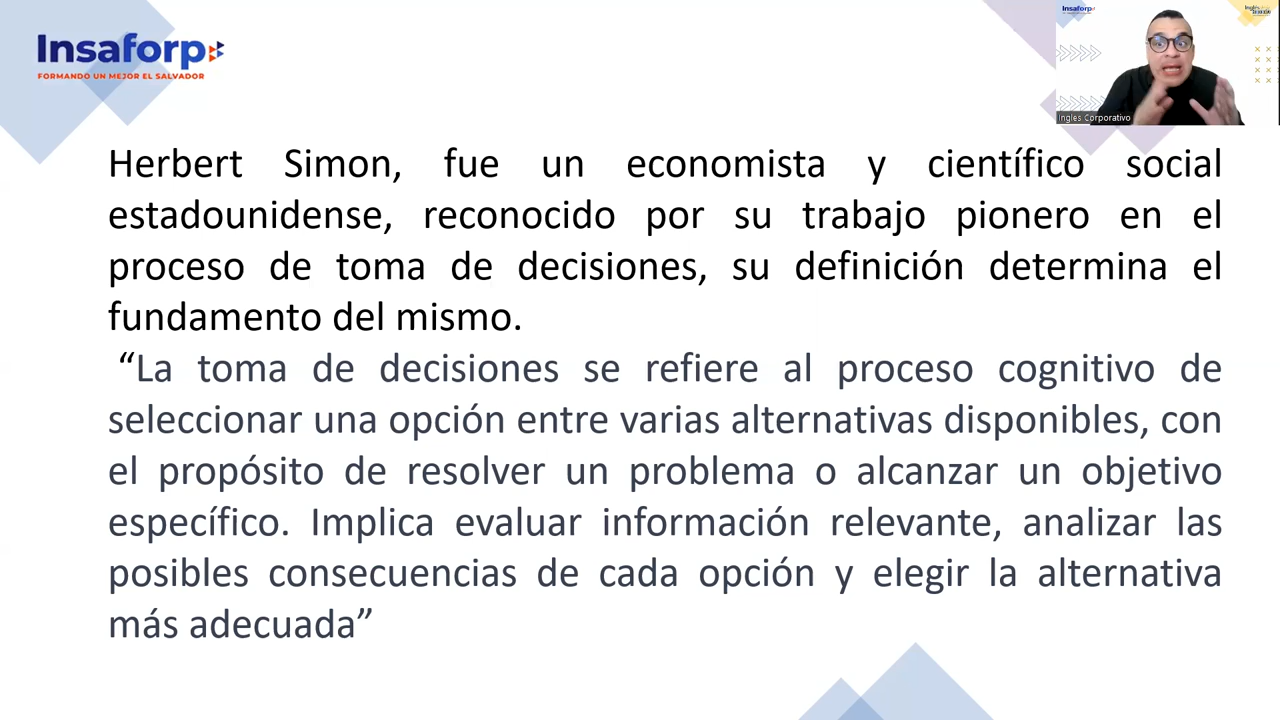 Insaforp
FORMANDO UN MEJOR EL SALVADOR
Insaforp
Ingles Corporativo
Herbert Simon, fue un economista y científico social
estadounidense, reconocido por su trabajo pionero en el
proceso de toma de decisiones, su definición determina el
fundamento del mismo.
“La toma de decisiones se refiere al proceso cognitivo de
seleccionar una opción entre varias alternativas disponibles, con
el propósito de resolver un problema o alcanzar un objetivo
específico. Implica evaluar información relevante, analizar las
posibles consecuencias de cada opción y elegir la alternativa
más adecuada”